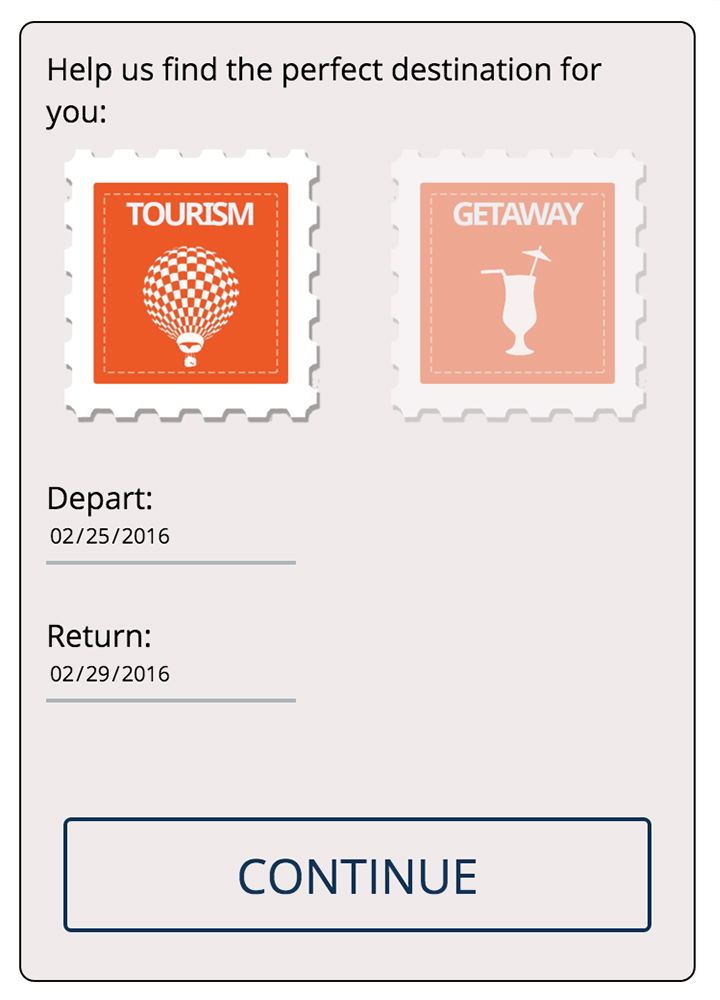 Help us find the perfect destination for
you:
TOURISM
GETAWAY
Depart:
02/25/2016
Return:
02/29/2016
CONTINUE